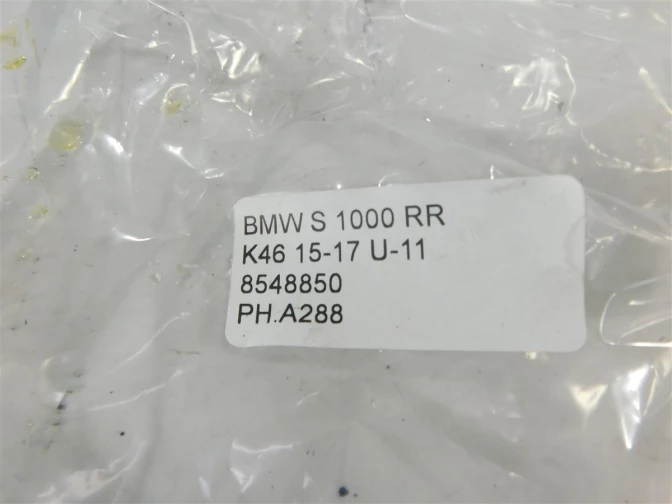 BMW S 1000 RR
K46 15-17 U-11
8548850
PH.A288